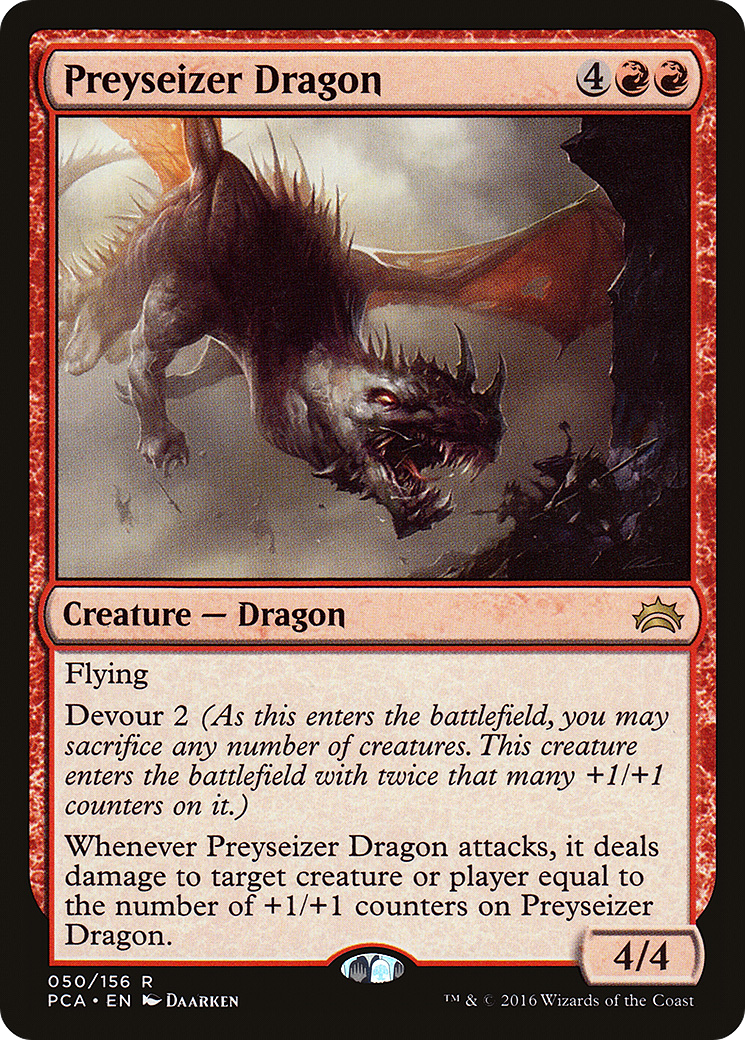 Preyseizer Dragon 4
Creature — Dragon
Flying
Devour 2 (As this enters the battlefield, you may
sacrifice any number of creatures. This creature
enters the battlefield with twice that many +1/+1
counters on it.)
Whenever Preyseizer Dragon attacks, it deals
damage to target creature or player equal to
the number of +1/+1 counters on Preyseizer
Dragon.
4/4
050/156 R
PCA • EN DAARKEN
™ & © 2016 Wizards of the Coast